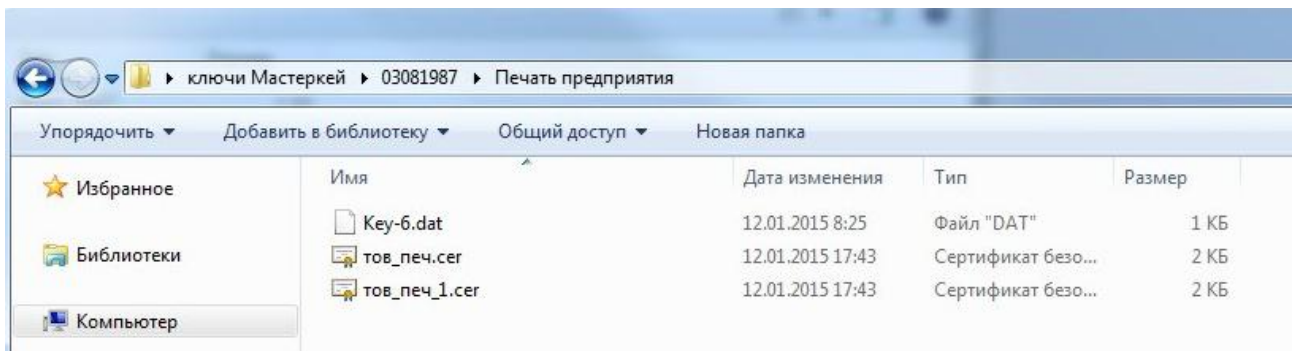 ключи Мастеркей ▸ 03081987 ▸ Печать предприятия
Упорядочить Добавить в библиотеку Общий доступ Новая папка
Избранное
Библиотеки
Компьютер
Имя Дата изменения Тип Размер
Key-6.dat 12.01.2015 8:25 Файл "DAT" 1 КБ
тов_печ.cer 12.01.2015 17:43 Сертификат безо... 2 КБ
тов_печ_1.cer 12.01.2015 17:43 Сертификат безо... 2 КБ